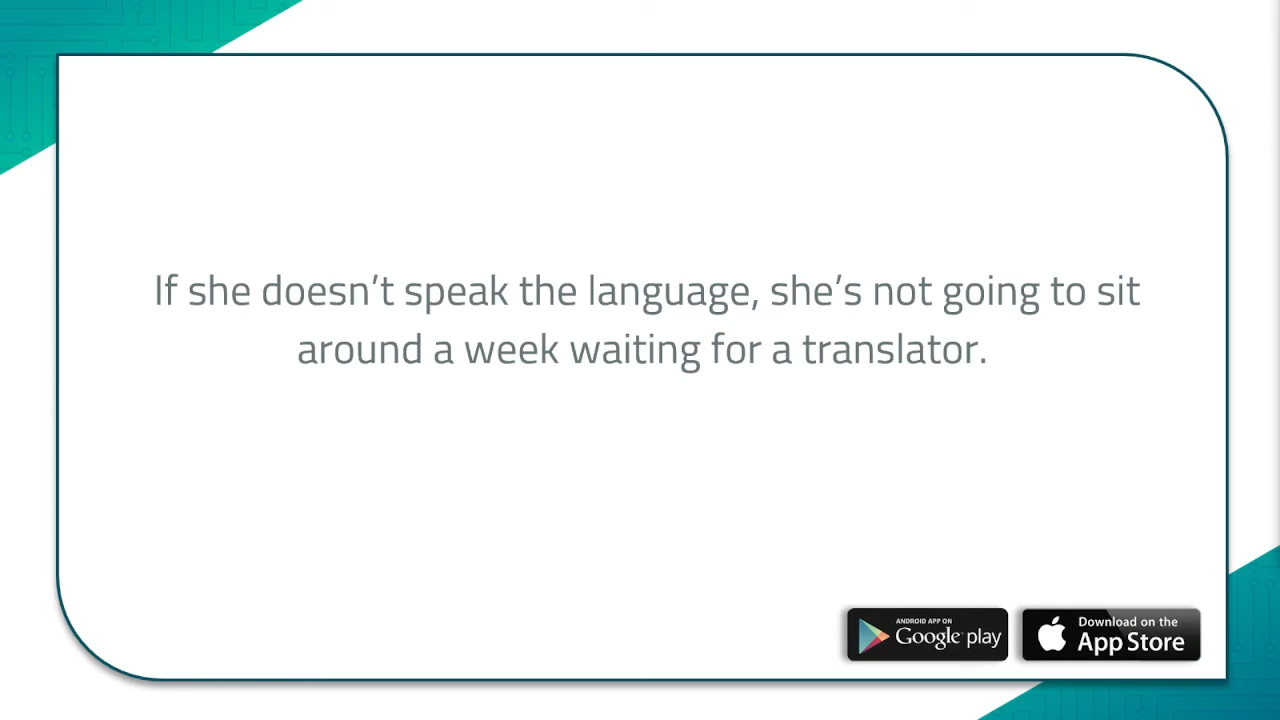 If she doesn’t speak the language, she’s not going to sit
around a week waiting for a translator.
ANDROID APP ON
Google play
Download on the
App Store